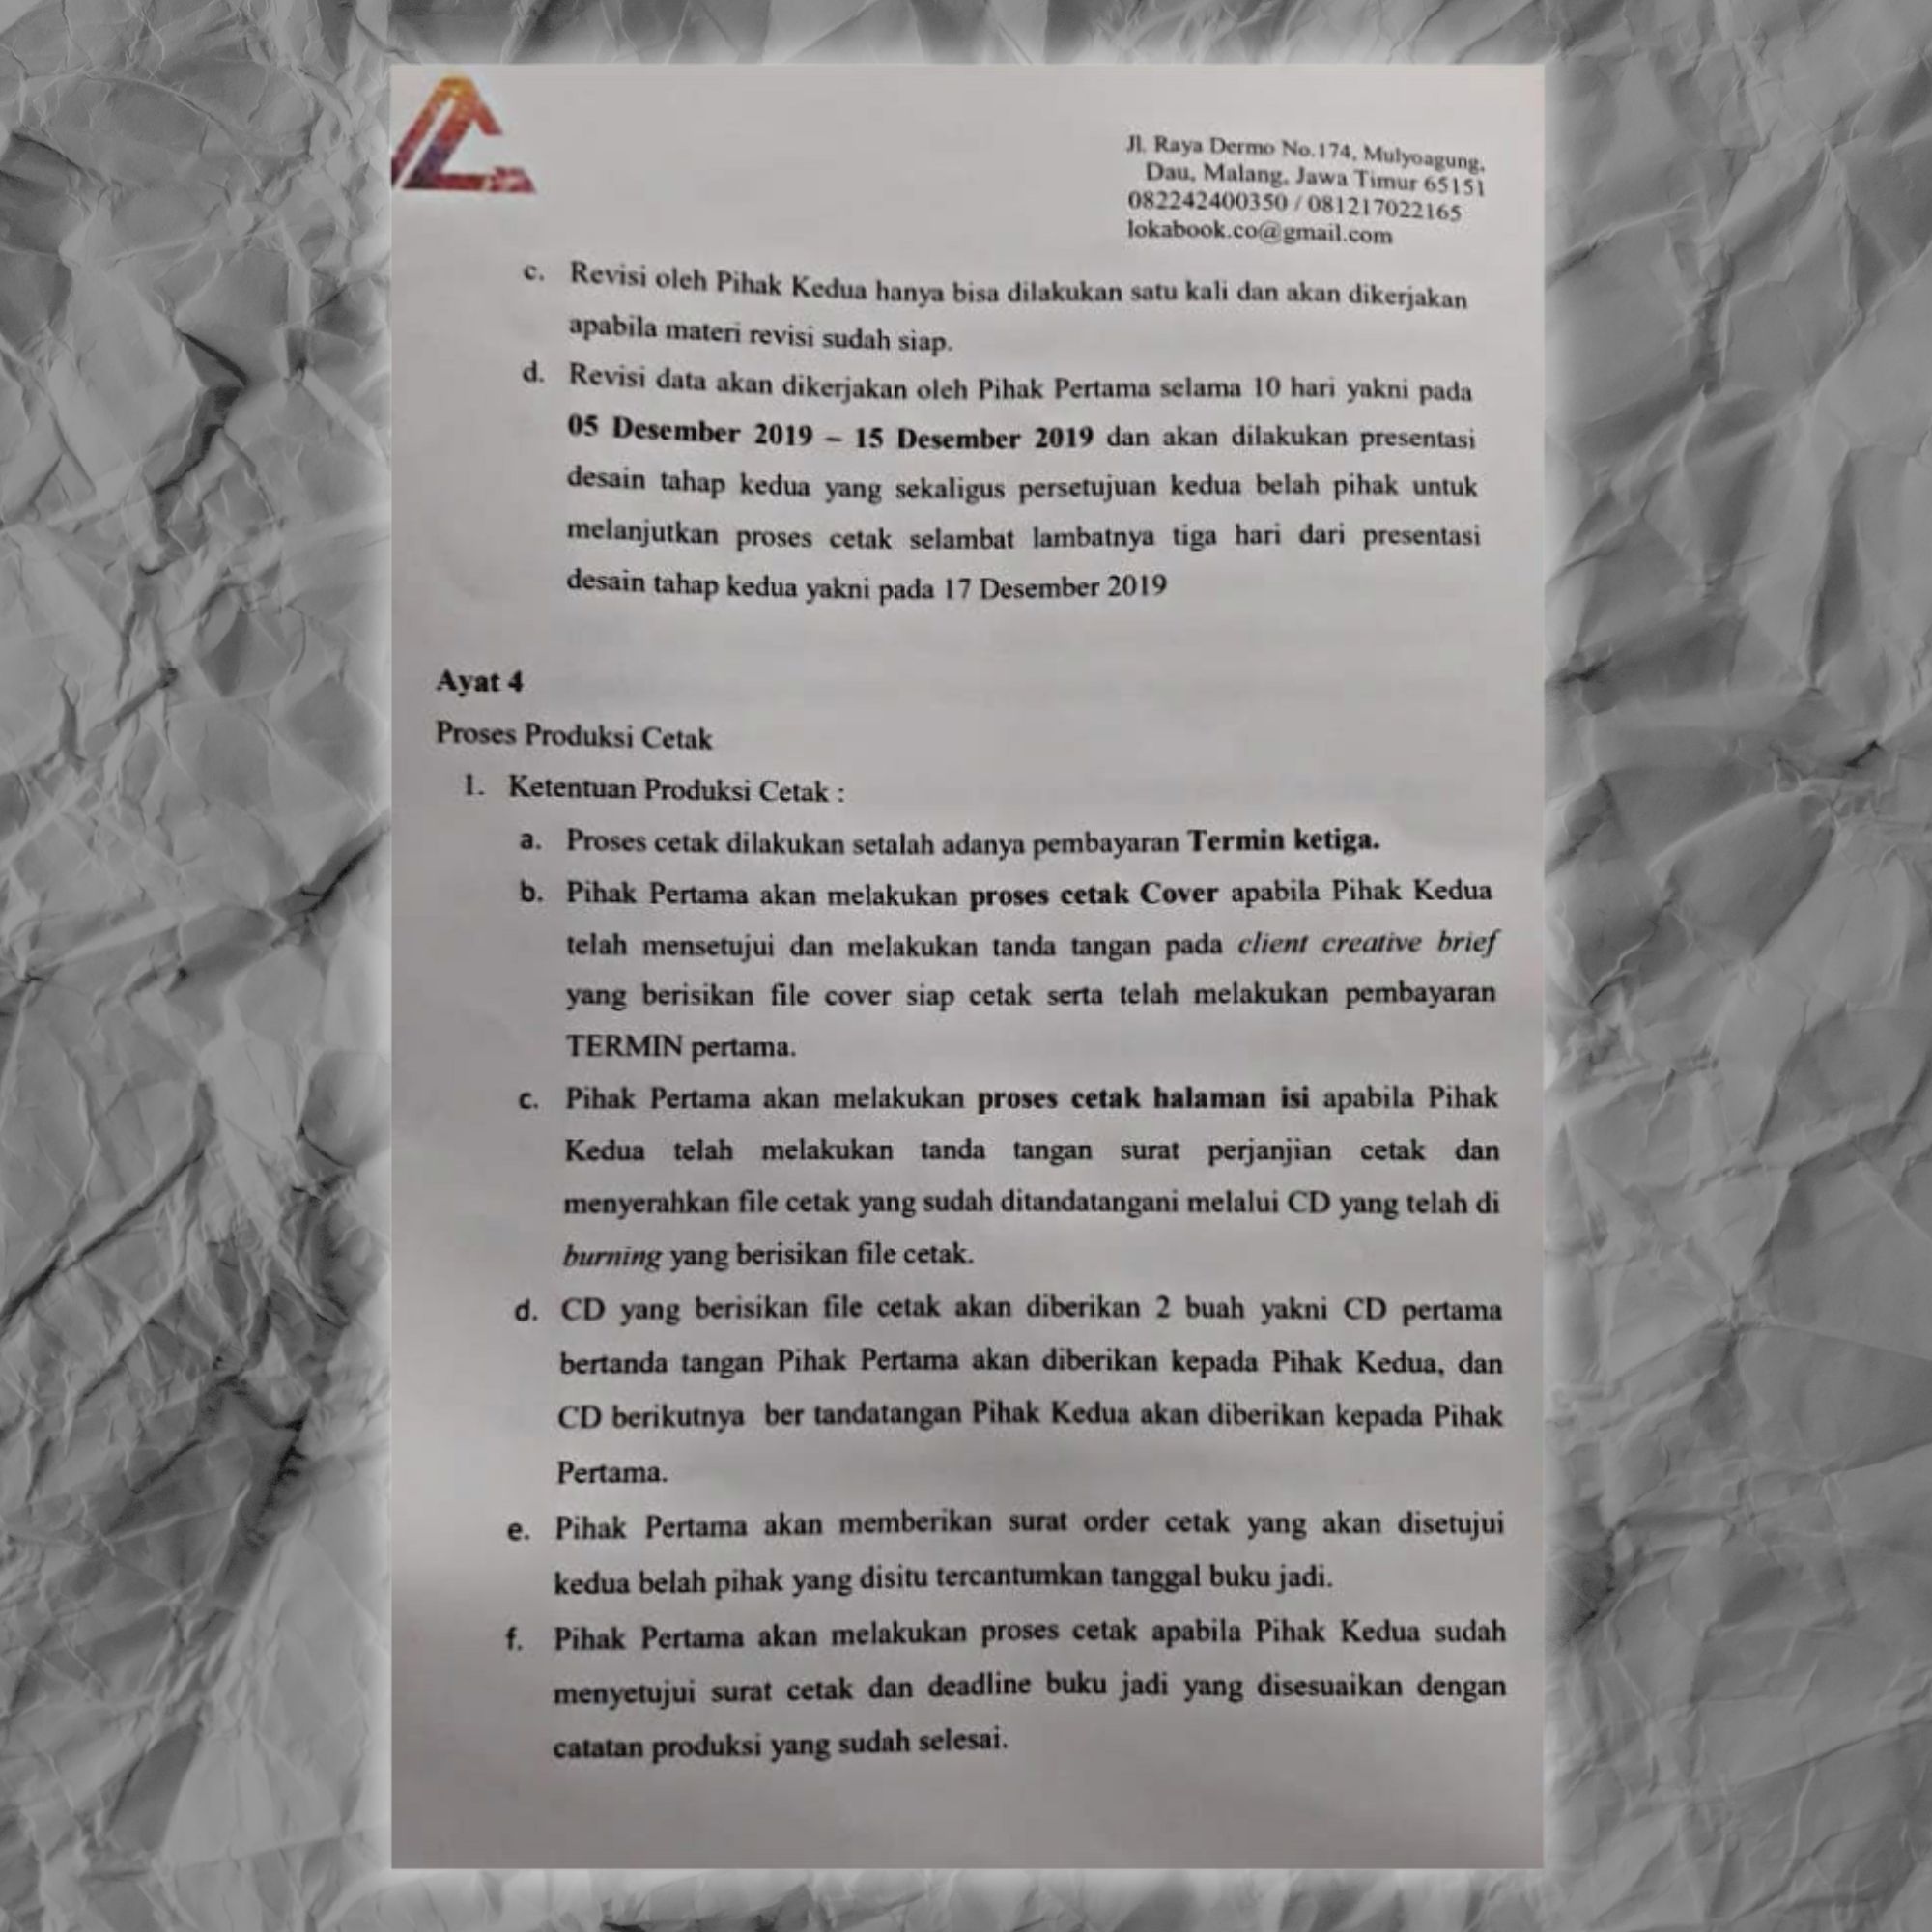 Jl. Raya Dermo No.174, Mulyoagung,
Dau, Malang, Jawa Timur 65151
082242400350 / 081217022165
lokabook.co@gmail.com
c. Revisi oleh Pihak Kedua hanya bisa dilakukan satu kali dan akan dikerjakan
apabila materi revisi sudah siap.
d. Revisi data akan dikerjakan oleh Pihak Pertama selama 10 hari yakni pada
05 Desember 2019 – 15 Desember 2019 dan akan dilakukan presentasi
desain tahap kedua yang sekaligus persetujuan kedua belah pihak untuk
melanjutkan proses cetak selambat lambatnya tiga hari dari presentasi
desain tahap kedua yakni pada 17 Desember 2019
Ayat 4
Proses Produksi Cetak
1. Ketentuan Produksi Cetak :
a. Proses cetak dilakukan setalah adanya pembayaran Termin ketiga.
b. Pihak Pertama akan melakukan proses cetak Cover apabila Pihak Kedua
telah mensetujui dan melakukan tanda tangan pada client creative brief
yang berisikan file cover siap cetak serta telah melakukan pembayaran
TERMIN pertama.
c. Pihak Pertama akan melakukan proses cetak halaman isi apabila Pihak
Kedua telah melakukan tanda tangan surat perjanjian cetak dan
menyerahkan file cetak yang sudah ditandatangani melalui CD yang telah di
burning yang berisikan file cetak.
d. CD yang berisikan file cetak akan diberikan 2 buah yakni CD pertama
bertanda tangan Pihak Pertama akan diberikan kepada Pihak Kedua, dan
CD berikutnya ber tandatangan Pihak Kedua akan diberikan kepada Pihak
Pertama.
e. Pihak Pertama akan memberikan surat order cetak yang akan disetujui
kedua belah pihak yang disitu tercantumkan tanggal buku jadi.
f. Pihak Pertama akan melakukan proses cetak apabila Pihak Kedua sudah
menyetujui surat cetak dan deadline buku jadi yang disesuaikan dengan
catatan produksi yang sudah selesai.